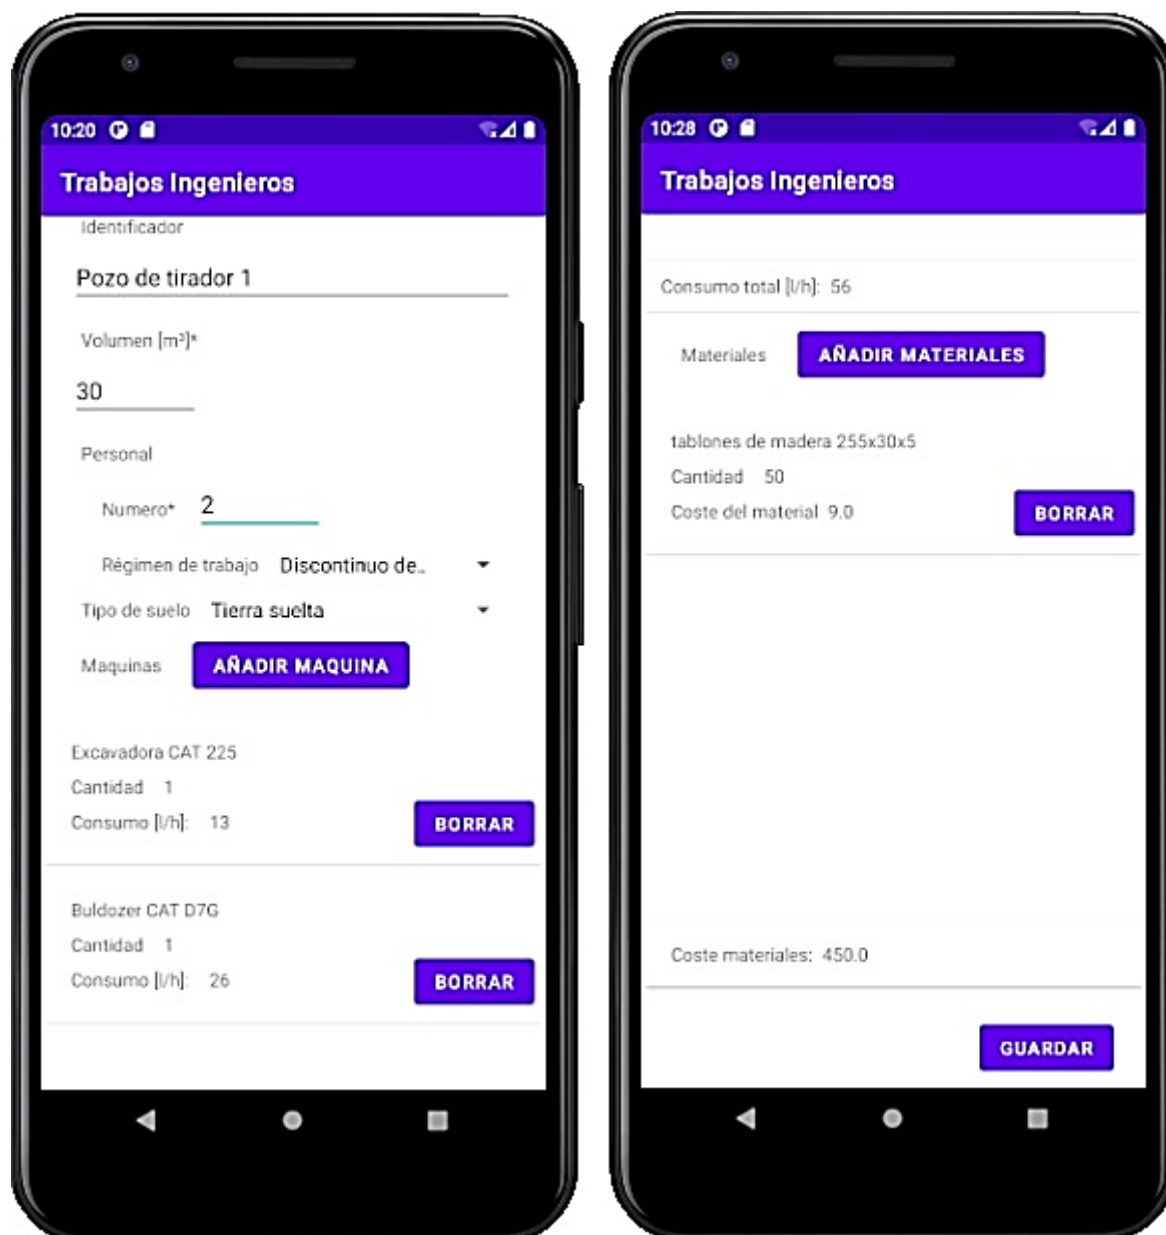 10:20
Trabajos Ingenieros
Identificador
Pozo de tirador 1
Volumen [m³]*
30
Personal
Numero* 2
Régimen de trabajo Discontinuo de..
Tipo de suelo Tierra suelta
Maquinas AÑADIR MAQUINA
Excavadora CAT 225
Cantidad 1
Consumo [l/h]: 13 BORRAR
Buldozer CAT D7G
Cantidad 1
Consumo [l/h]: 26 BORRAR
10:28
Trabajos Ingenieros
Consumo total [l/h]: 56
Materiales AÑADIR MATERIALES
tablones de madera 255x30x5
Cantidad 50
Coste del material 9.0 BORRAR
Coste materiales: 450.0
GUARDAR